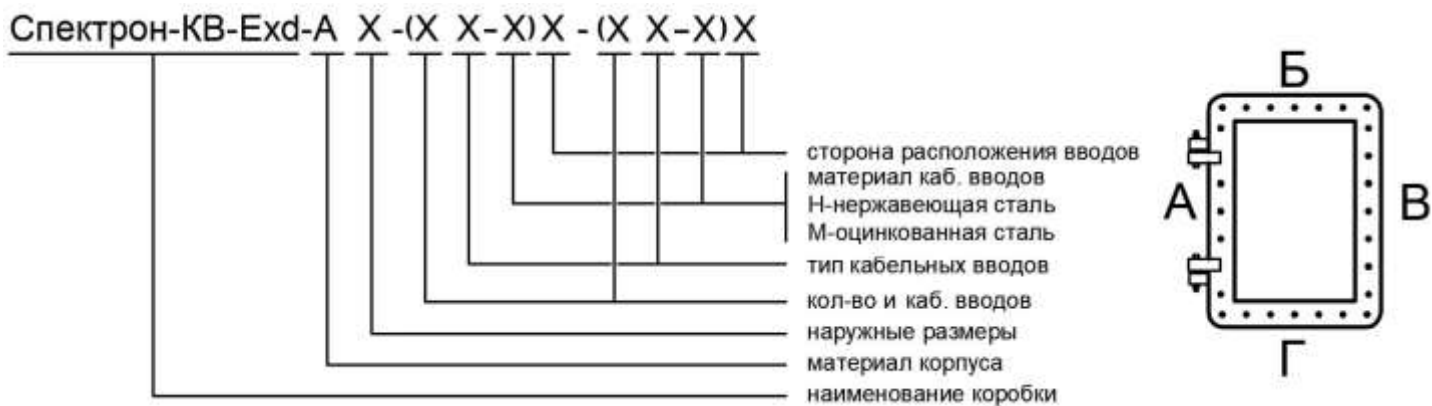 Спектрон-КВ-Exd-А Х -(Х Х-Х)Х - (Х Х-Х)Х
сторона расположения вводов
материал каб. вводов
Н-нержавеющая сталь
М-оцинкованная сталь
тип кабельных вводов
кол-во и каб. вводов
наружные размеры
материал корпуса
наименование коробки
Б
А
В
Г